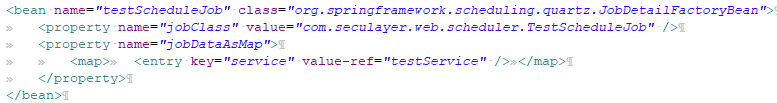 <bean name="testScheduleJob" class="org.springframework.scheduling.quartz.JobDetailFactoryBean">¶
»   <property name="jobClass" value="com.seculayer.web.scheduler.TestScheduleJob" />¶
»   <property name="jobDataAsMap">¶
»   »   <map>»  <entry key="service" value-ref="testService" />»</map>¶
»   </property>¶
</bean>¶